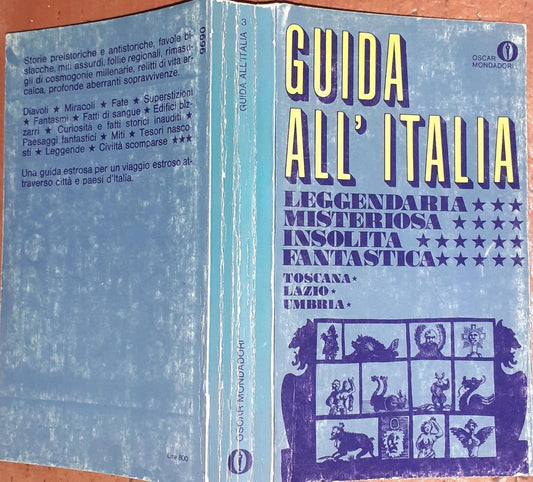 Storie preistoriche e antistoriche, favole bi-
slacche, miti assurdi, follie regionali, rimasu-
gli di cosmogonie millenarie, relitti di vita ar-
caica, profonde aberranti sopravvivenze.
Diavoli ★ Miracoli ★ Fate ★ Superstizioni
★ Fantasmi ★ Fatti di sangue ★ Edifici biz-
zarri ★ Curiosità e fatti storici inauditi ★
Paesaggi fantastici ★ Miti ★ Tesori nasco
sti ★ Leggende ★ Civiltà scomparse ★★★
Una guida estrosa per un viaggio estroso at-
traverso città e paesi d'Italia.
Lire 800
0690
3
GUIDA ALL'ITALIA
OSCAR MONDADORI
OSCAR
MONDADORI
GUIDA
ALL'ITALIA
LEGGENDARIA ★★★
MISTERIOSA ★★★★
INSOLITA ★★★★★★
FANTASTICA ★★★★★
TOSCANA ★
LAZIO ★
UMBRIA ★